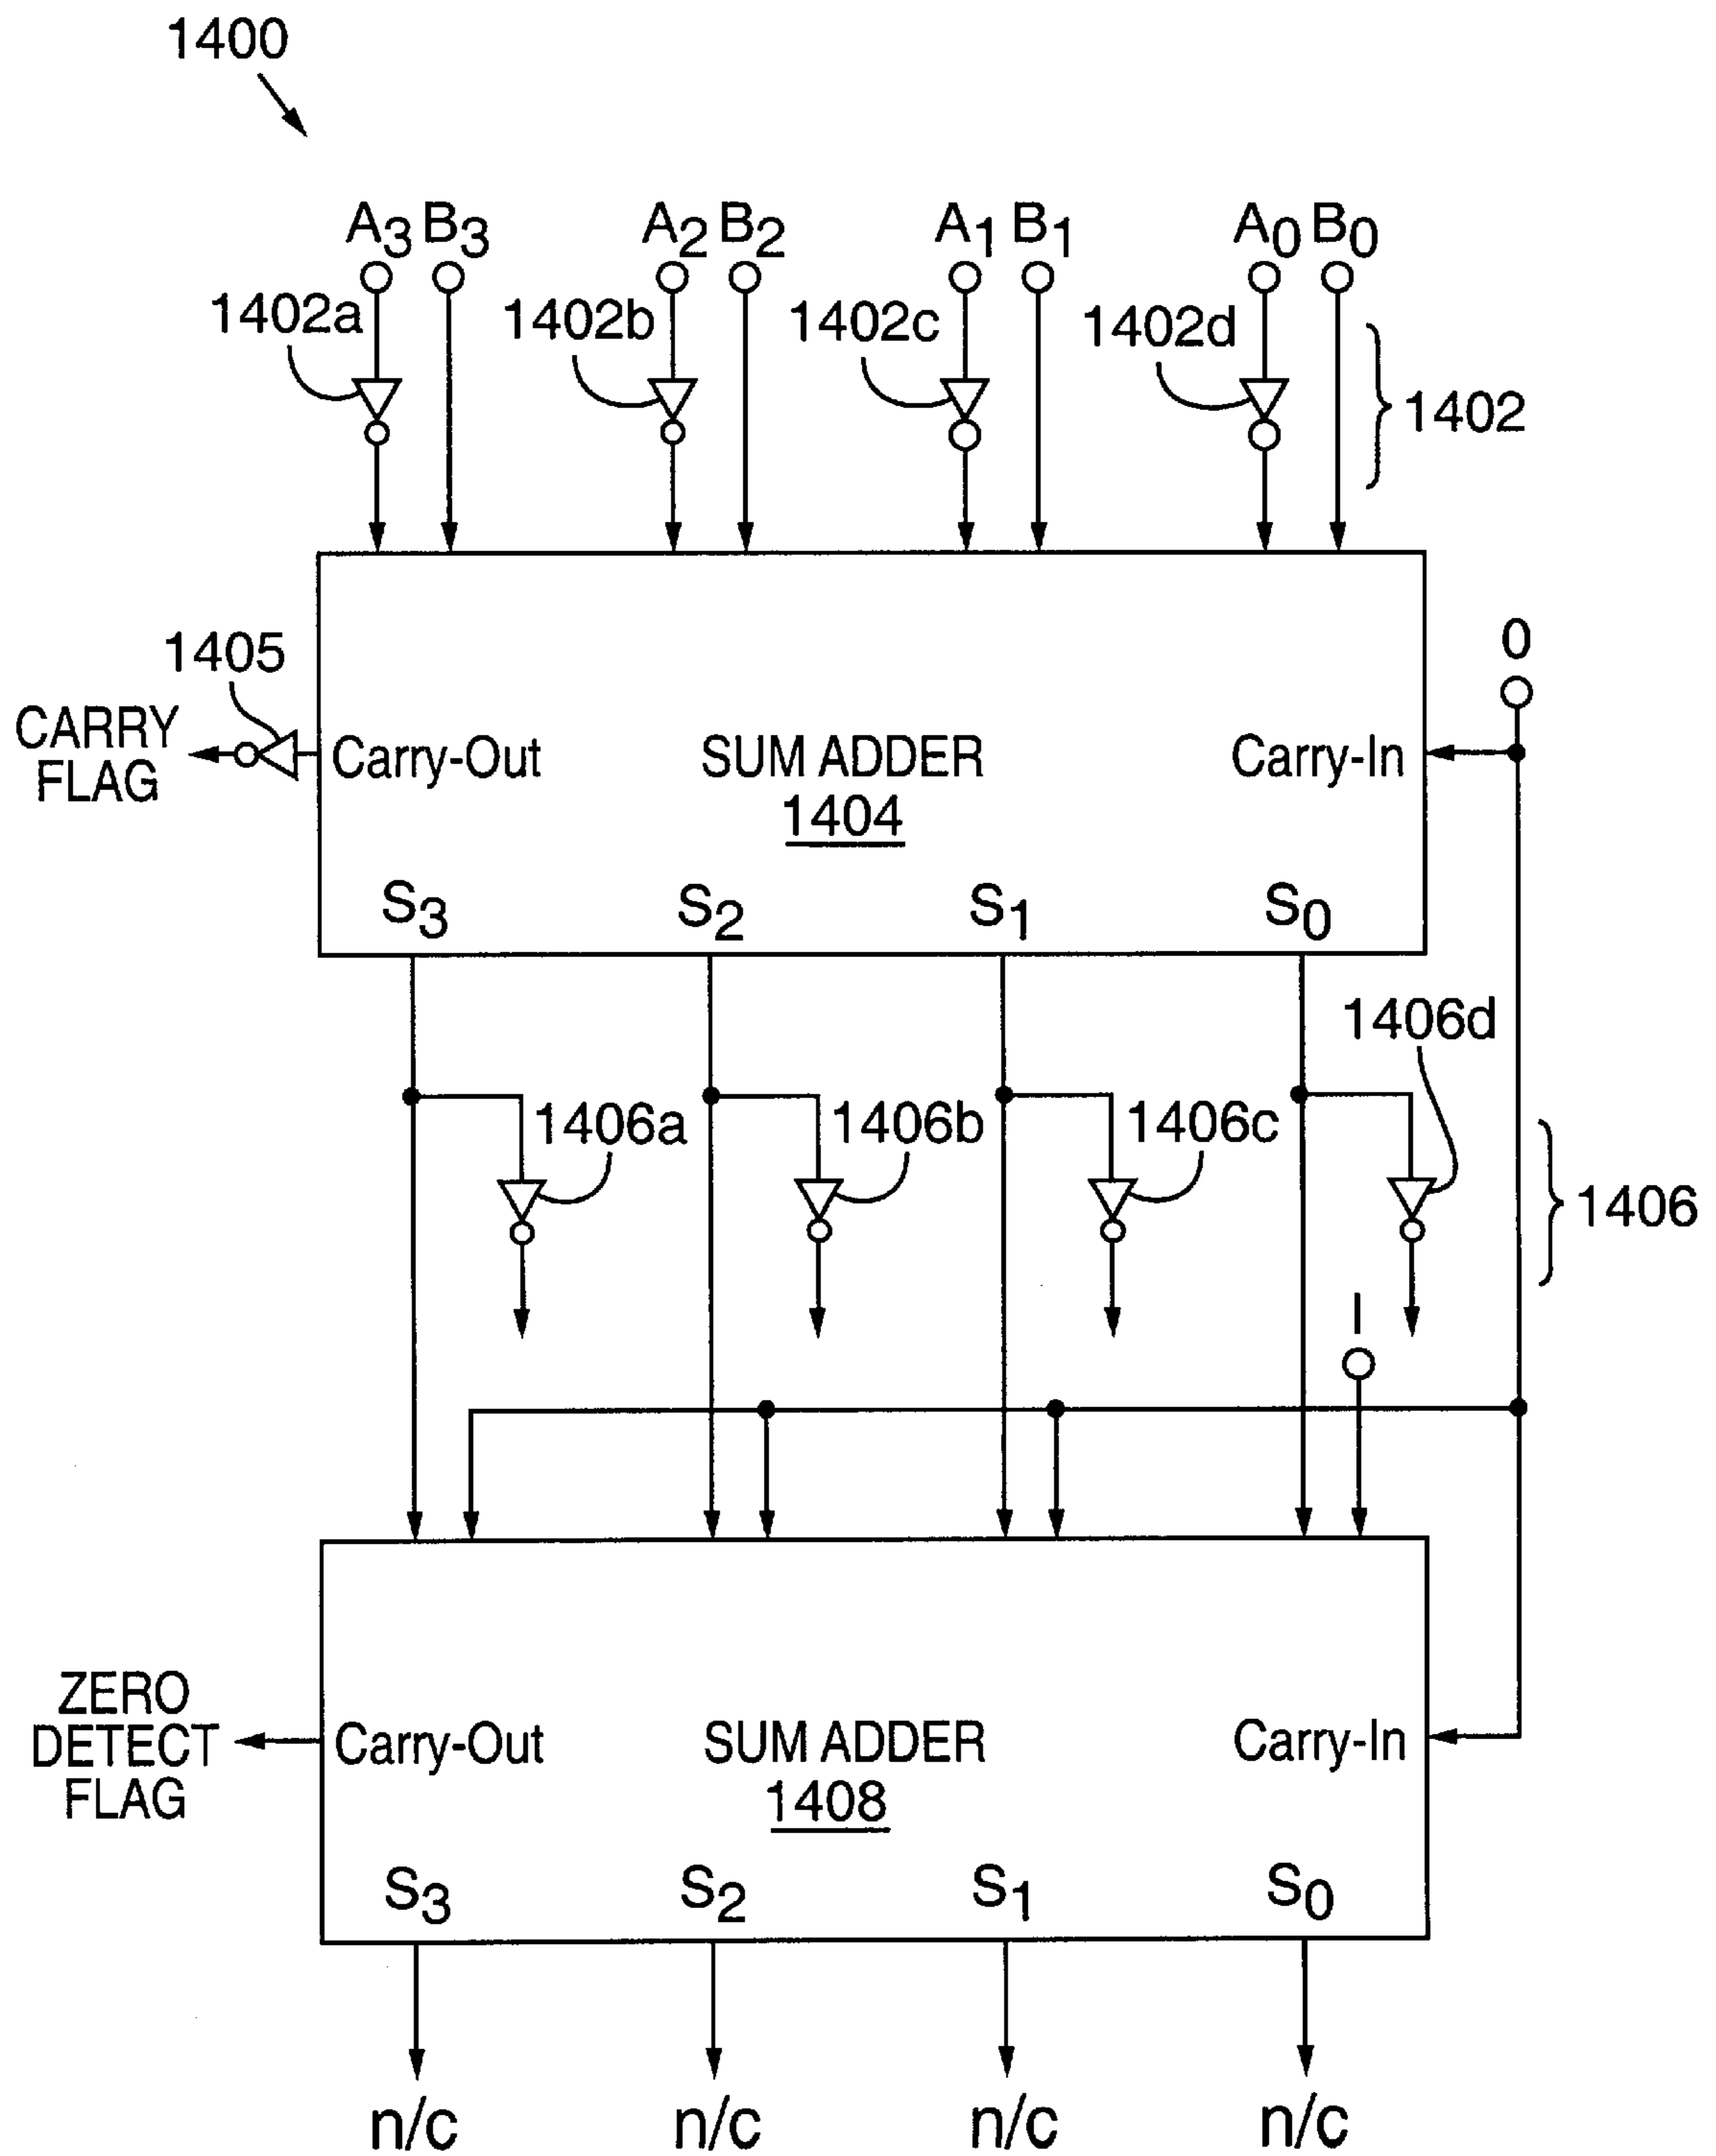 1400
A3 B3 A2 B2 A1 B1 A0 B0
1402a 1402b 1402c 1402d
1402
0
1405
CARRY
FLAG
Carry-Out SUM ADDER Carry-In
1404
S3 S2 S1 S0
1406d
1406a 1406b 1406c
1406
1
ZERO
DETECT
FLAG
Carry-Out SUM ADDER Carry-In
1408
S3 S2 S1 S0
n/c n/c n/c n/c